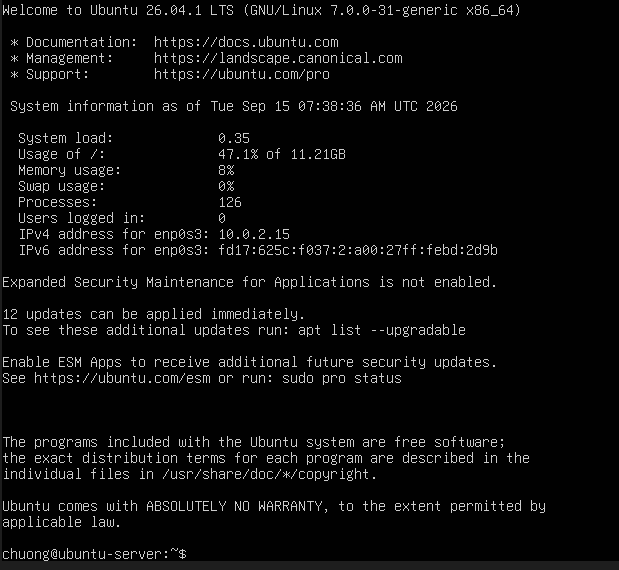 Welcome to Ubuntu 26.04.1 LTS (GNU/Linux 7.0.0-31-generic x86_64)
* Documentation: https://docs.ubuntu.com
* Management: https://landscape.canonical.com
* Support: https://ubuntu.com/pro
System information as of Tue Sep 15 07:38:36 AM UTC 2026
System load: 0.35
Usage of /: 47.1% of 11.21GB
Memory usage: 8%
Swap usage: 0%
Processes: 126
Users logged in: 0
IPv4 address for enp0s3: 10.0.2.15
IPv6 address for enp0s3: fd17:625c:f037:2:a00:27ff:febd:2d9b
Expanded Security Maintenance for Applications is not enabled.
12 updates can be applied immediately.
To see these additional updates run: apt list --upgradable
Enable ESM Apps to receive additional future security updates.
See https://ubuntu.com/esm or run: sudo pro status
The programs included with the Ubuntu system are free software;
the exact distribution terms for each program are described in the
individual files in /usr/share/doc/*/copyright.
Ubuntu comes with ABSOLUTELY NO WARRANTY, to the extent permitted by
applicable law.
chuong@ubuntu-server:~$